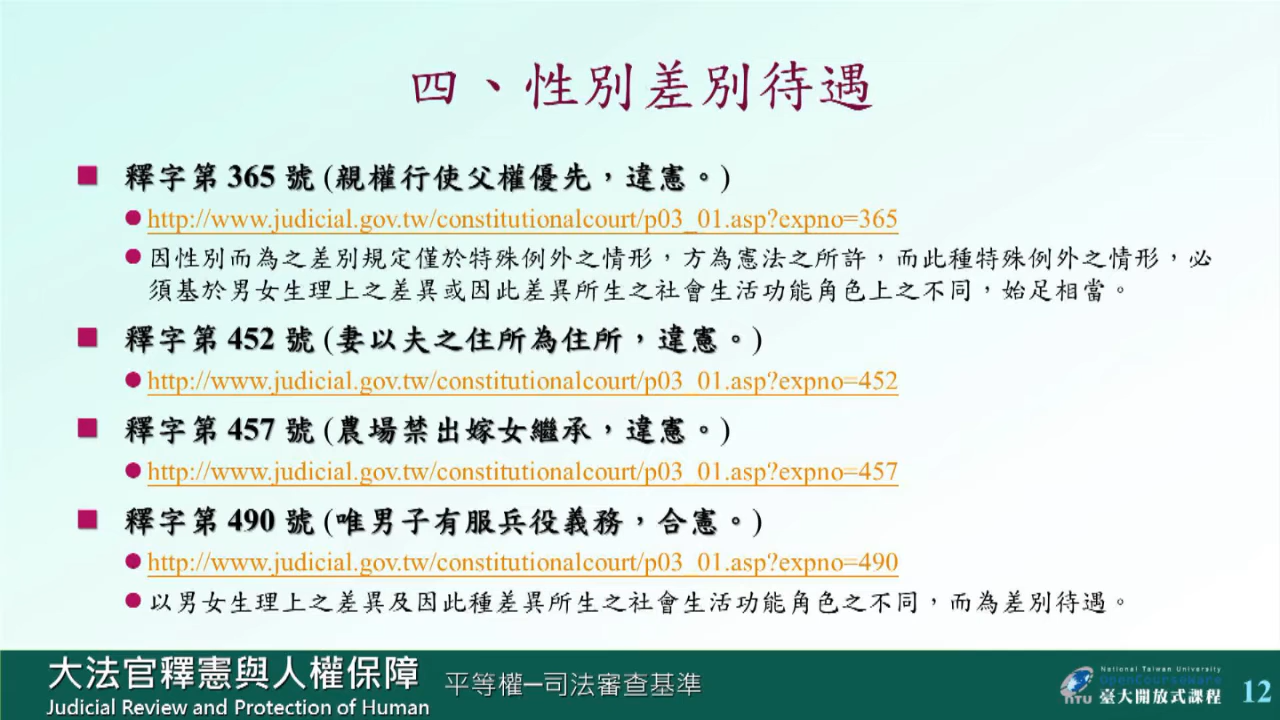 四、性別差別待遇
釋字第 365 號 (親權行使父權優先，違憲。)
http://www.judicial.gov.tw/constitutionalcourt/p03_01.asp?expno=365
因性別而為之差別規定僅於特殊例外之情形，方為憲法之所許，而此種特殊例外之情形，必
須基於男女生理上之差異或因此差異所生之社會生活功能角色上之不同，始足相當。
釋字第 452 號 (妻以夫之住所為住所，違憲。)
http://www.judicial.gov.tw/constitutionalcourt/p03_01.asp?expno=452
釋字第 457 號 (農場禁出嫁女繼承，違憲。)
http://www.judicial.gov.tw/constitutionalcourt/p03_01.asp?expno=457
釋字第 490 號 (唯男子有服兵役義務，合憲。)
http://www.judicial.gov.tw/constitutionalcourt/p03_01.asp?expno=490
以男女生理上之差異及因此種差異所生之社會生活功能角色之不同，而為差別待遇。
大法官釋憲與人權保障 平等權─司法審查基準
Judicial Review and Protection of Human
National Taiwan University
OpenCourseWare
NTU 臺大開放式課程 12